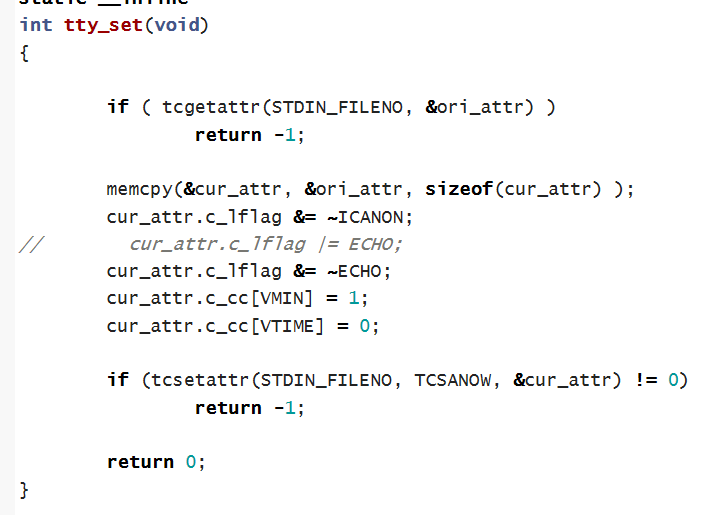 static __inline
int tty_set(void)
{
if ( tcgetattr(STDIN_FILENO, &ori_attr) )
return -1;
memcpy(&cur_attr, &ori_attr, sizeof(cur_attr) );
cur_attr.c_lflag &= ~ICANON;
// cur_attr.c_lflag |= ECHO;
cur_attr.c_lflag &= ~ECHO;
cur_attr.c_cc[VMIN] = 1;
cur_attr.c_cc[VTIME] = 0;
if (tcsetattr(STDIN_FILENO, TCSANOW, &cur_attr) != 0)
return -1;
return 0;
}